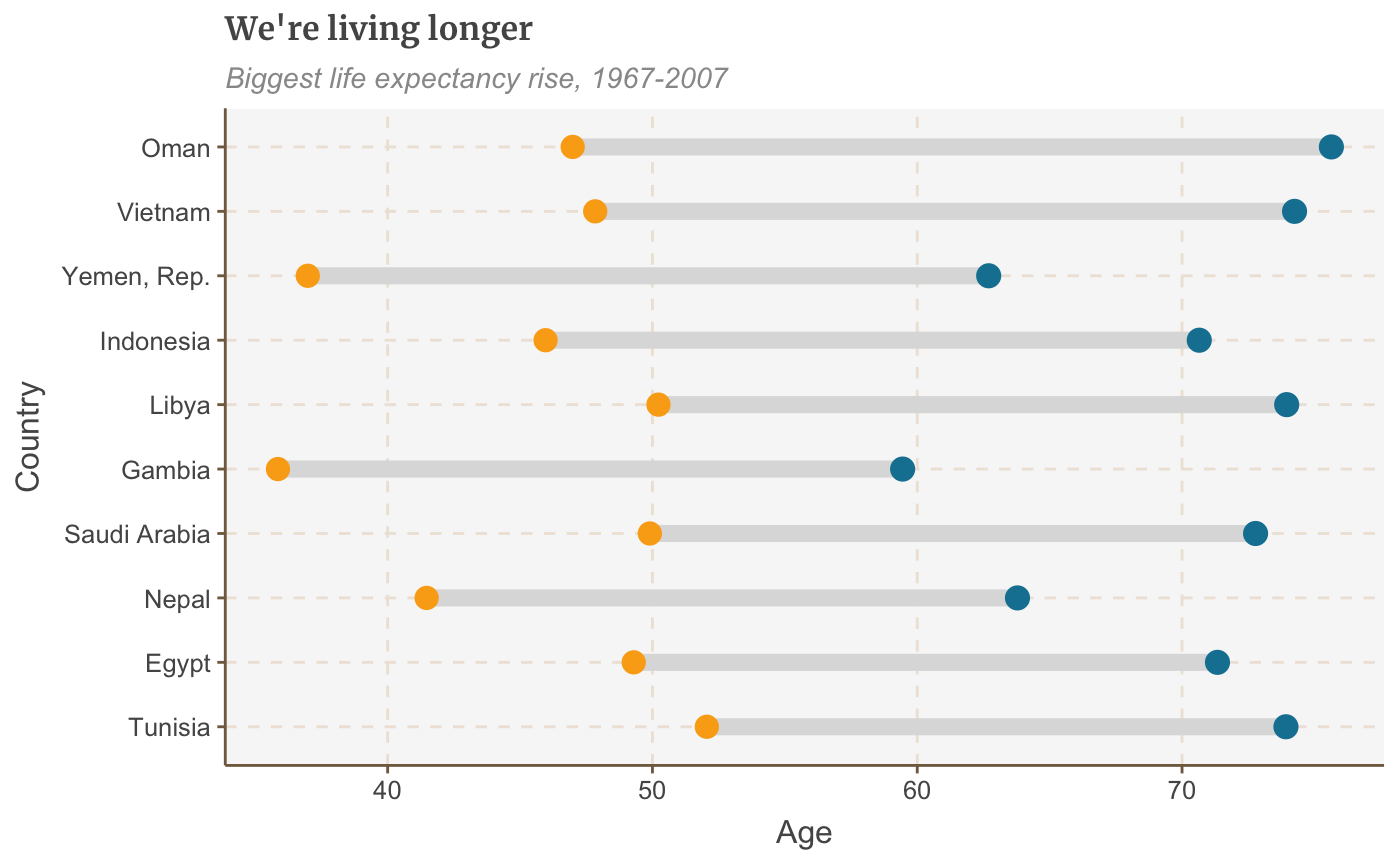 We're living longer
Biggest life expectancy rise, 1967-2007
Country
Oman
Vietnam
Yemen, Rep.
Indonesia
Libya
Gambia
Saudi Arabia
Nepal
Egypt
Tunisia
40 50 60 70
Age